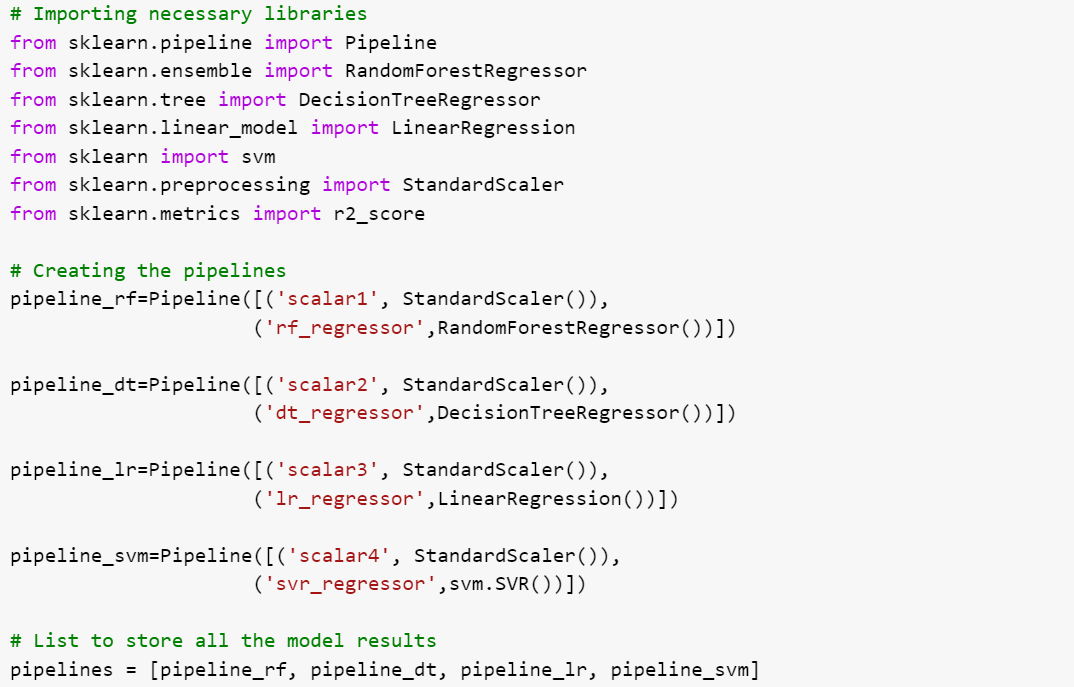 # Importing necessary libraries
from sklearn.pipeline import Pipeline
from sklearn.ensemble import RandomForestRegressor
from sklearn.tree import DecisionTreeRegressor
from sklearn.linear_model import LinearRegression
from sklearn import svm
from sklearn.preprocessing import StandardScaler
from sklearn.metrics import r2_score

# Creating the pipelines
pipeline_rf=Pipeline([('scalar1', StandardScaler()),
                     ('rf_regressor',RandomForestRegressor())])

pipeline_dt=Pipeline([('scalar2', StandardScaler()),
                     ('dt_regressor',DecisionTreeRegressor())])

pipeline_lr=Pipeline([('scalar3', StandardScaler()),
                     ('lr_regressor',LinearRegression())])

pipeline_svm=Pipeline([('scalar4', StandardScaler()),
                     ('svr_regressor',svm.SVR())])

# List to store all the model results
pipelines = [pipeline_rf, pipeline_dt, pipeline_lr, pipeline_svm]